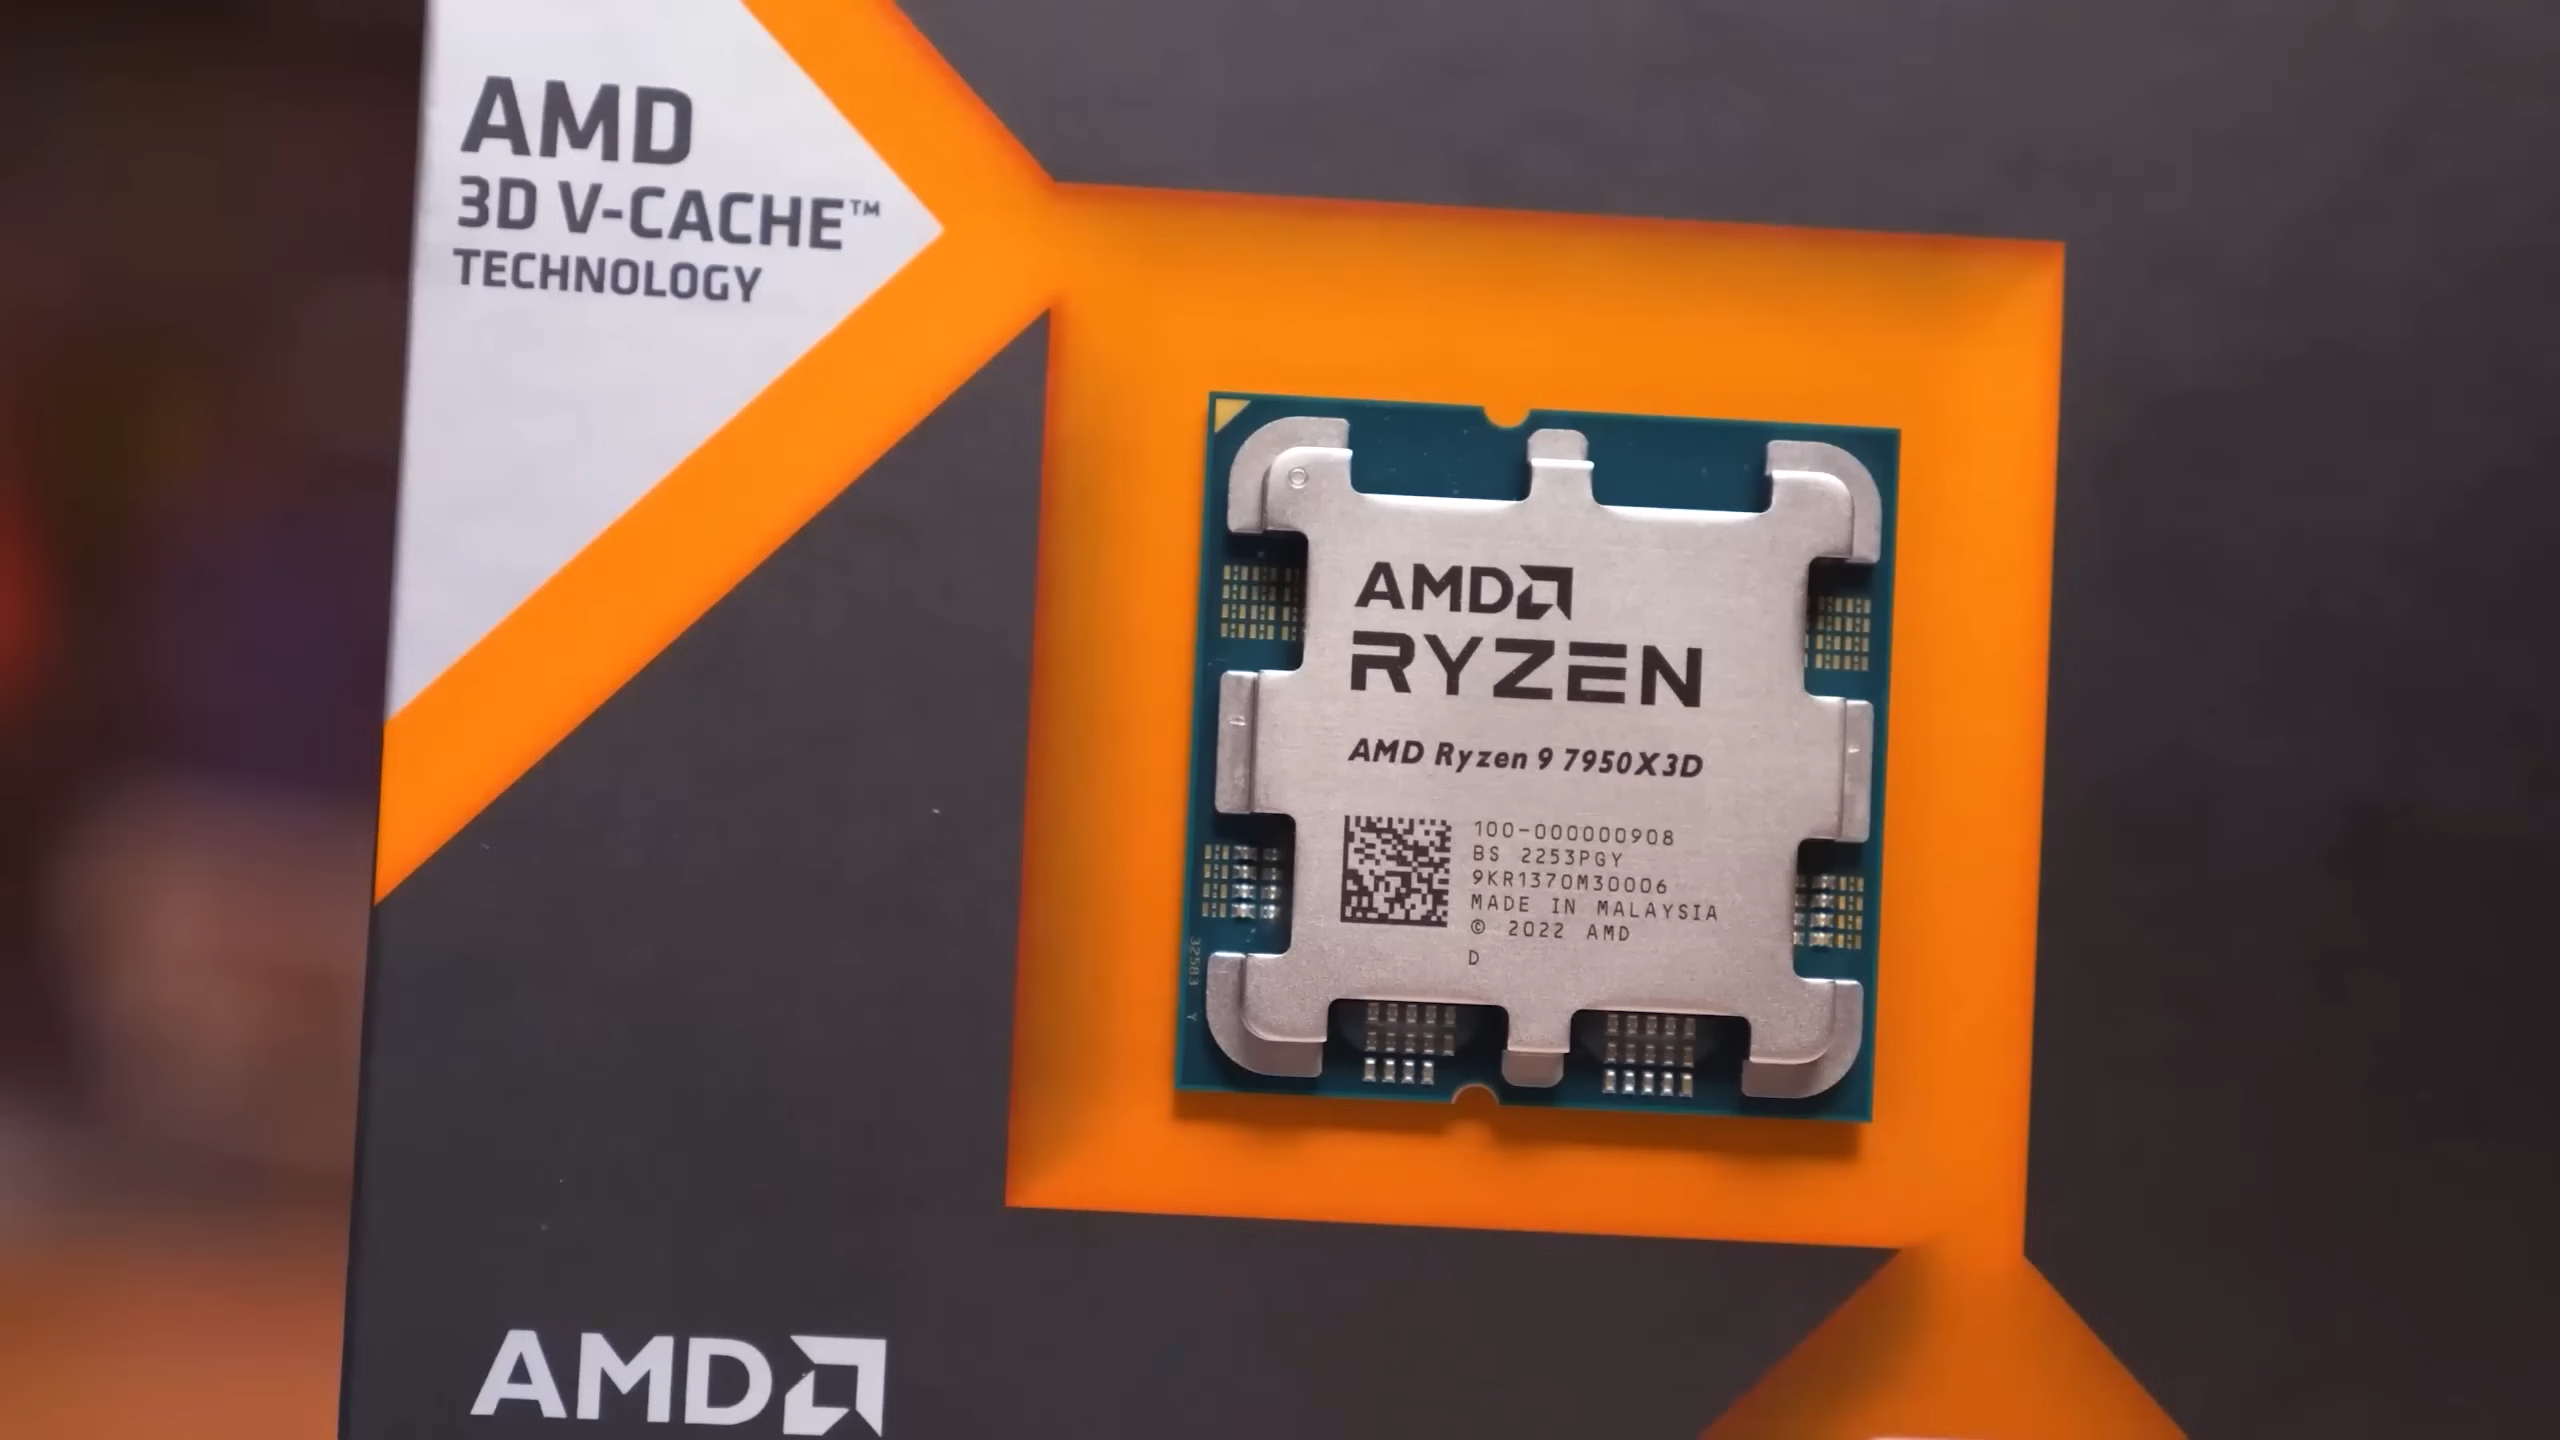 AMD
3D V-CACHE™
TECHNOLOGY
AMD
RYZEN
AMD Ryzen 9 7950X3D
100-000000908
BS 2253PGY
9KR1370M30006
MADE IN MALAYSIA
© 2022 AMD
D
32583 Y
AMD